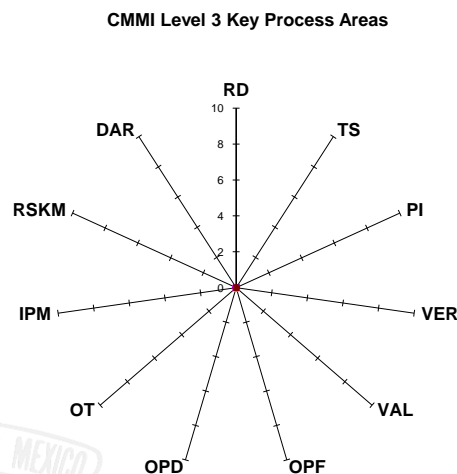 CMMI Level 3 Key Process Areas
RD
10
DAR
TS
8
6
RSKM
PI
4
2
0
IPM
VER
OT
VAL
MEXICO
OPD
OPF